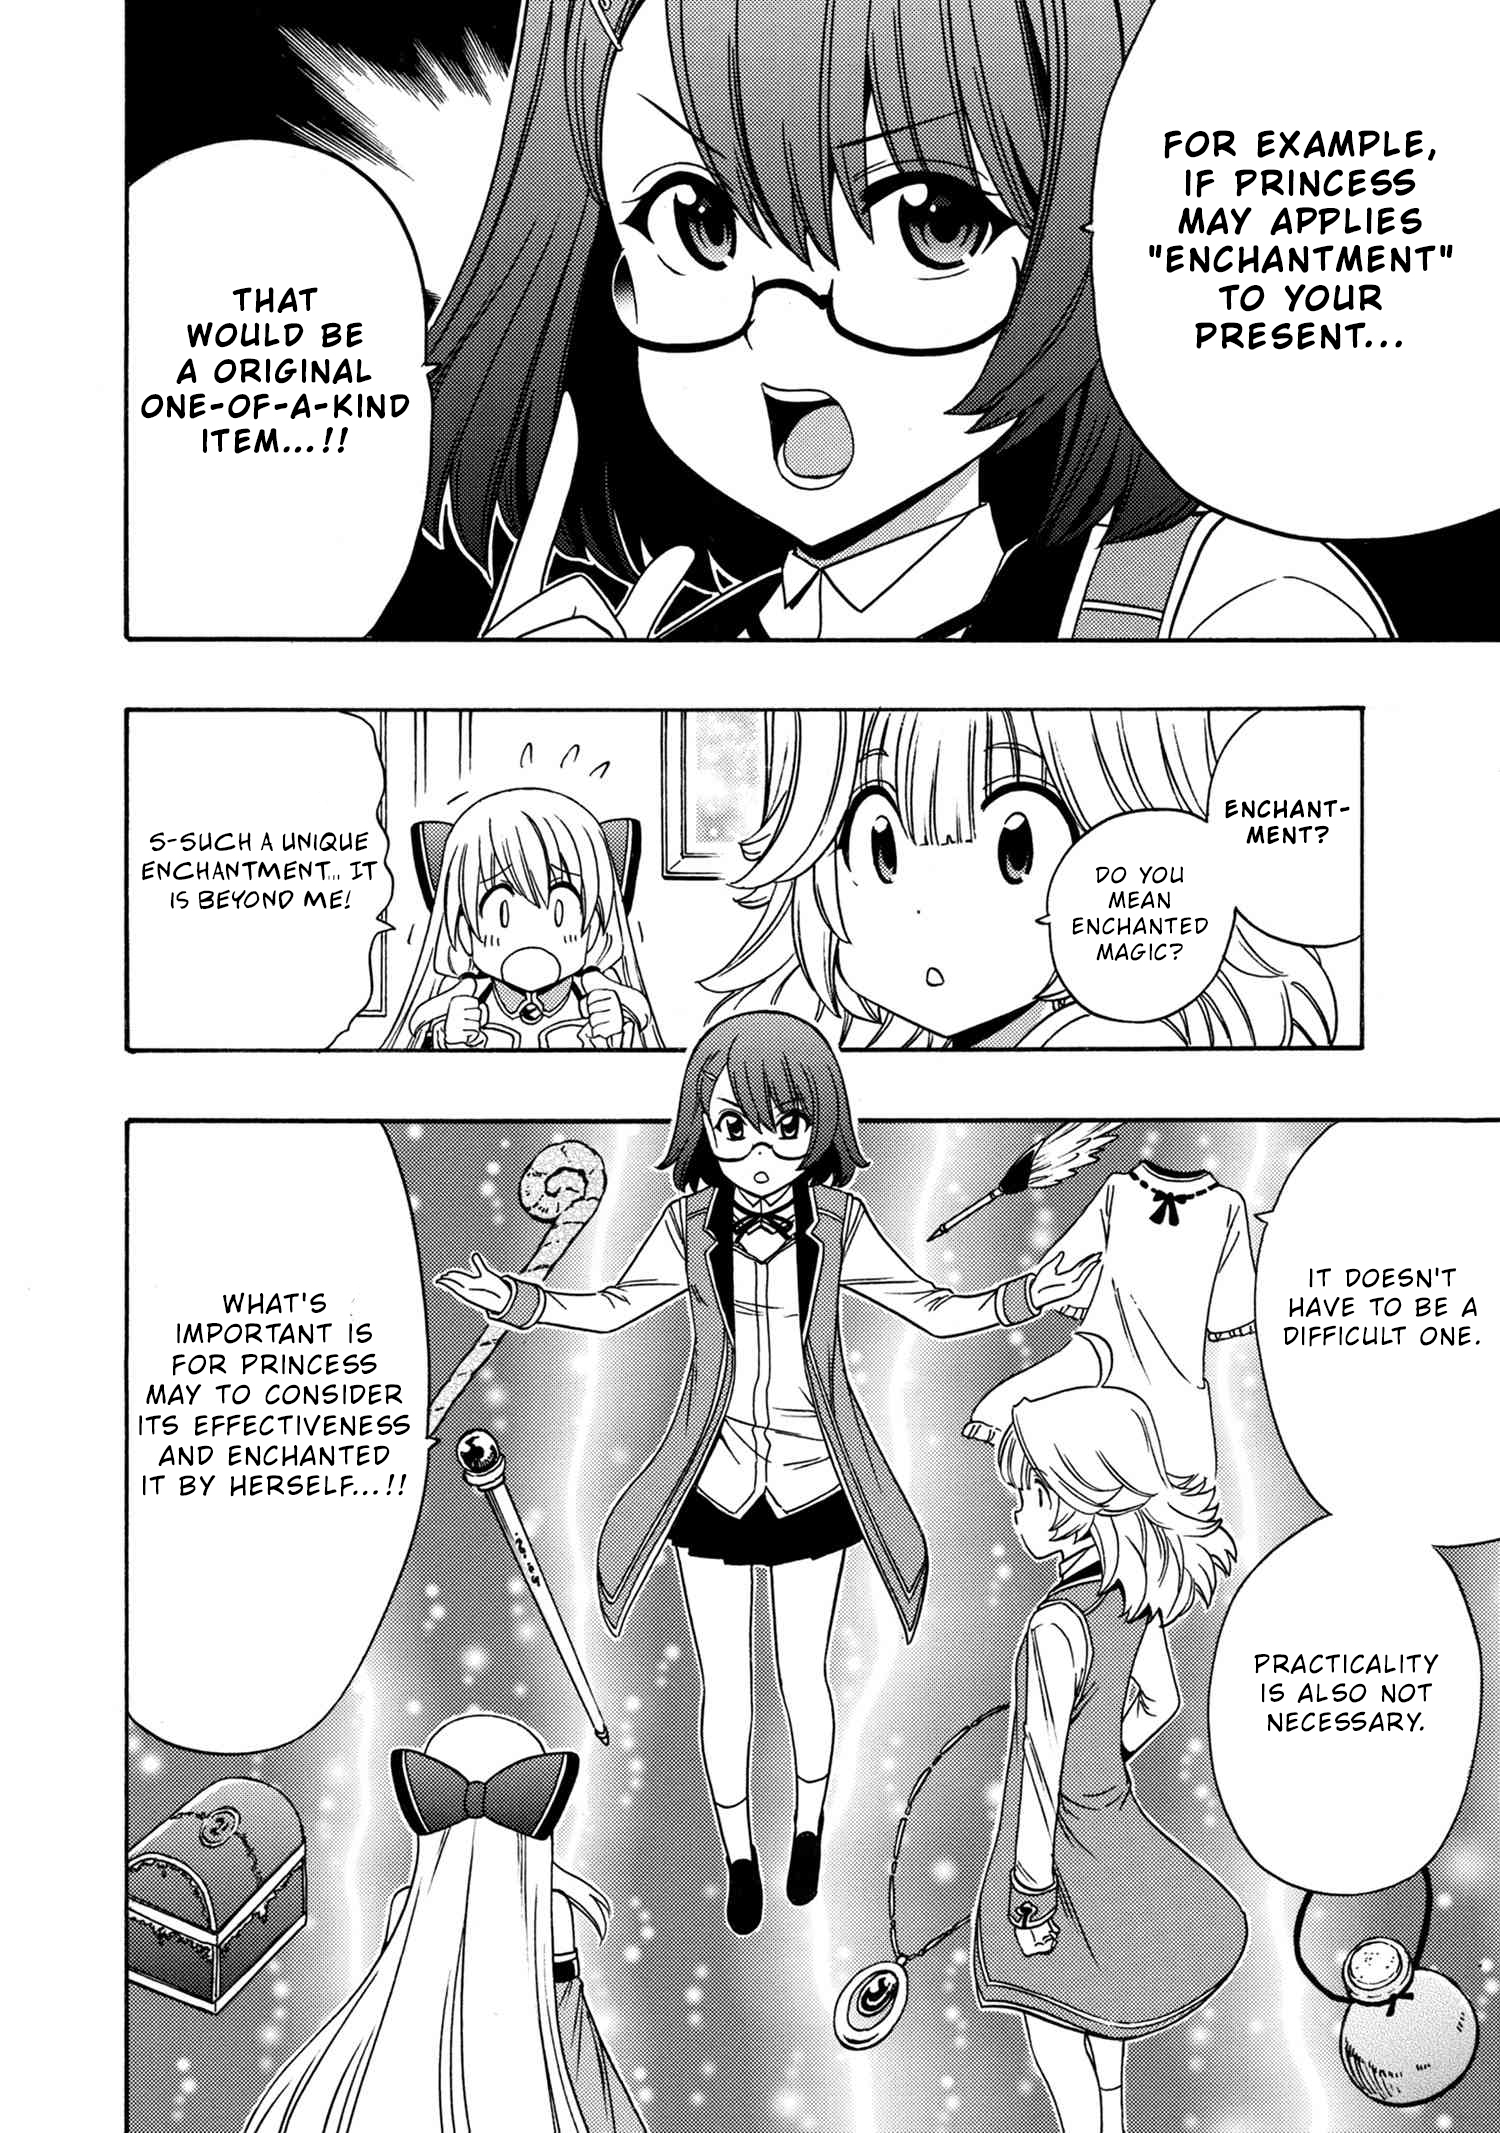 FOR EXAMPLE,
IF PRINCESS
MAY APPLIES
"ENCHANTMENT"
TO YOUR
PRESENT...
THAT
WOULD BE
A ORIGINAL
ONE-OF-A-KIND
ITEM...!!
ENCHANT-
MENT?
DO YOU
MEAN
ENCHANTED
MAGIC?
S-SUCH A UNIQUE
ENCHANTMENT... IT
IS BEYOND ME!
IT DOESN'T
HAVE TO BE A
DIFFICULT ONE.
PRACTICALITY
IS ALSO NOT
NECESSARY.
WHAT'S
IMPORTANT IS
FOR PRINCESS
MAY TO CONSIDER
ITS EFFECTIVENESS
AND ENCHANTED
IT BY HERSELF...!!